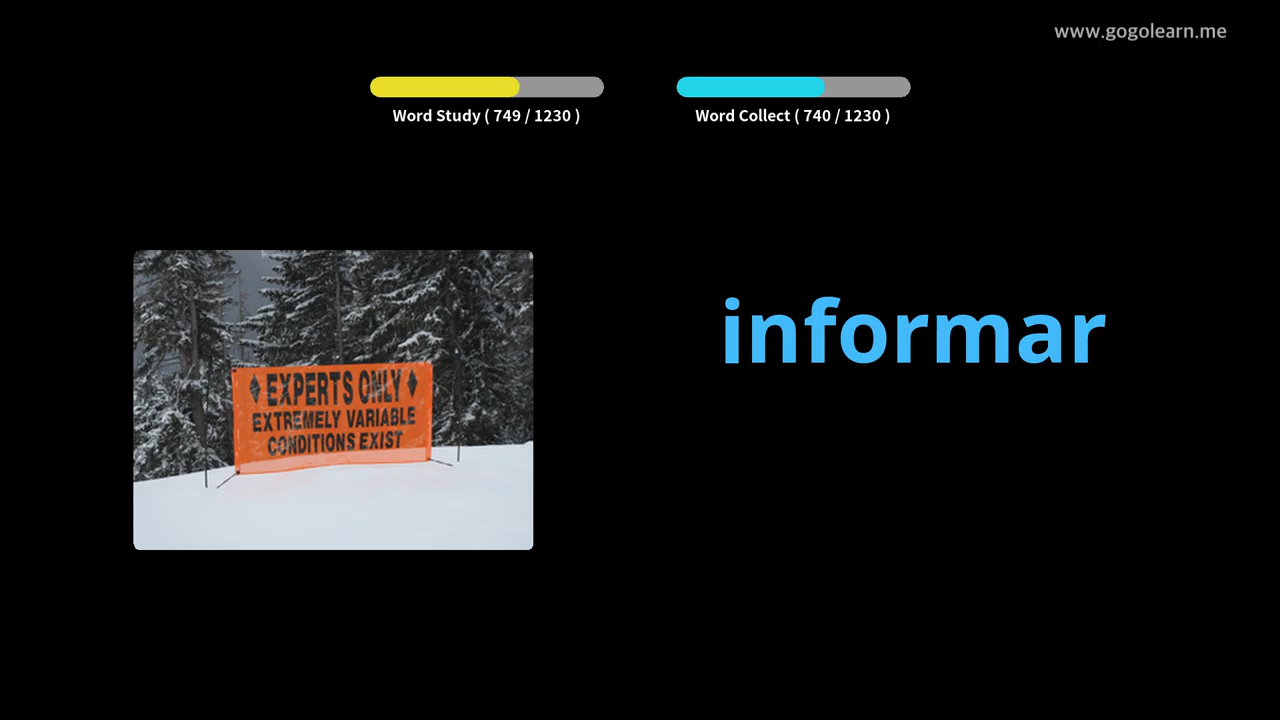 www.gogolearn.me
Word Study ( 749 / 1230 )
Word Collect ( 740 / 1230 )
informar
EXPERTS ONLY
EXTREMELY VARIABLE
CONDITIONS EXIST